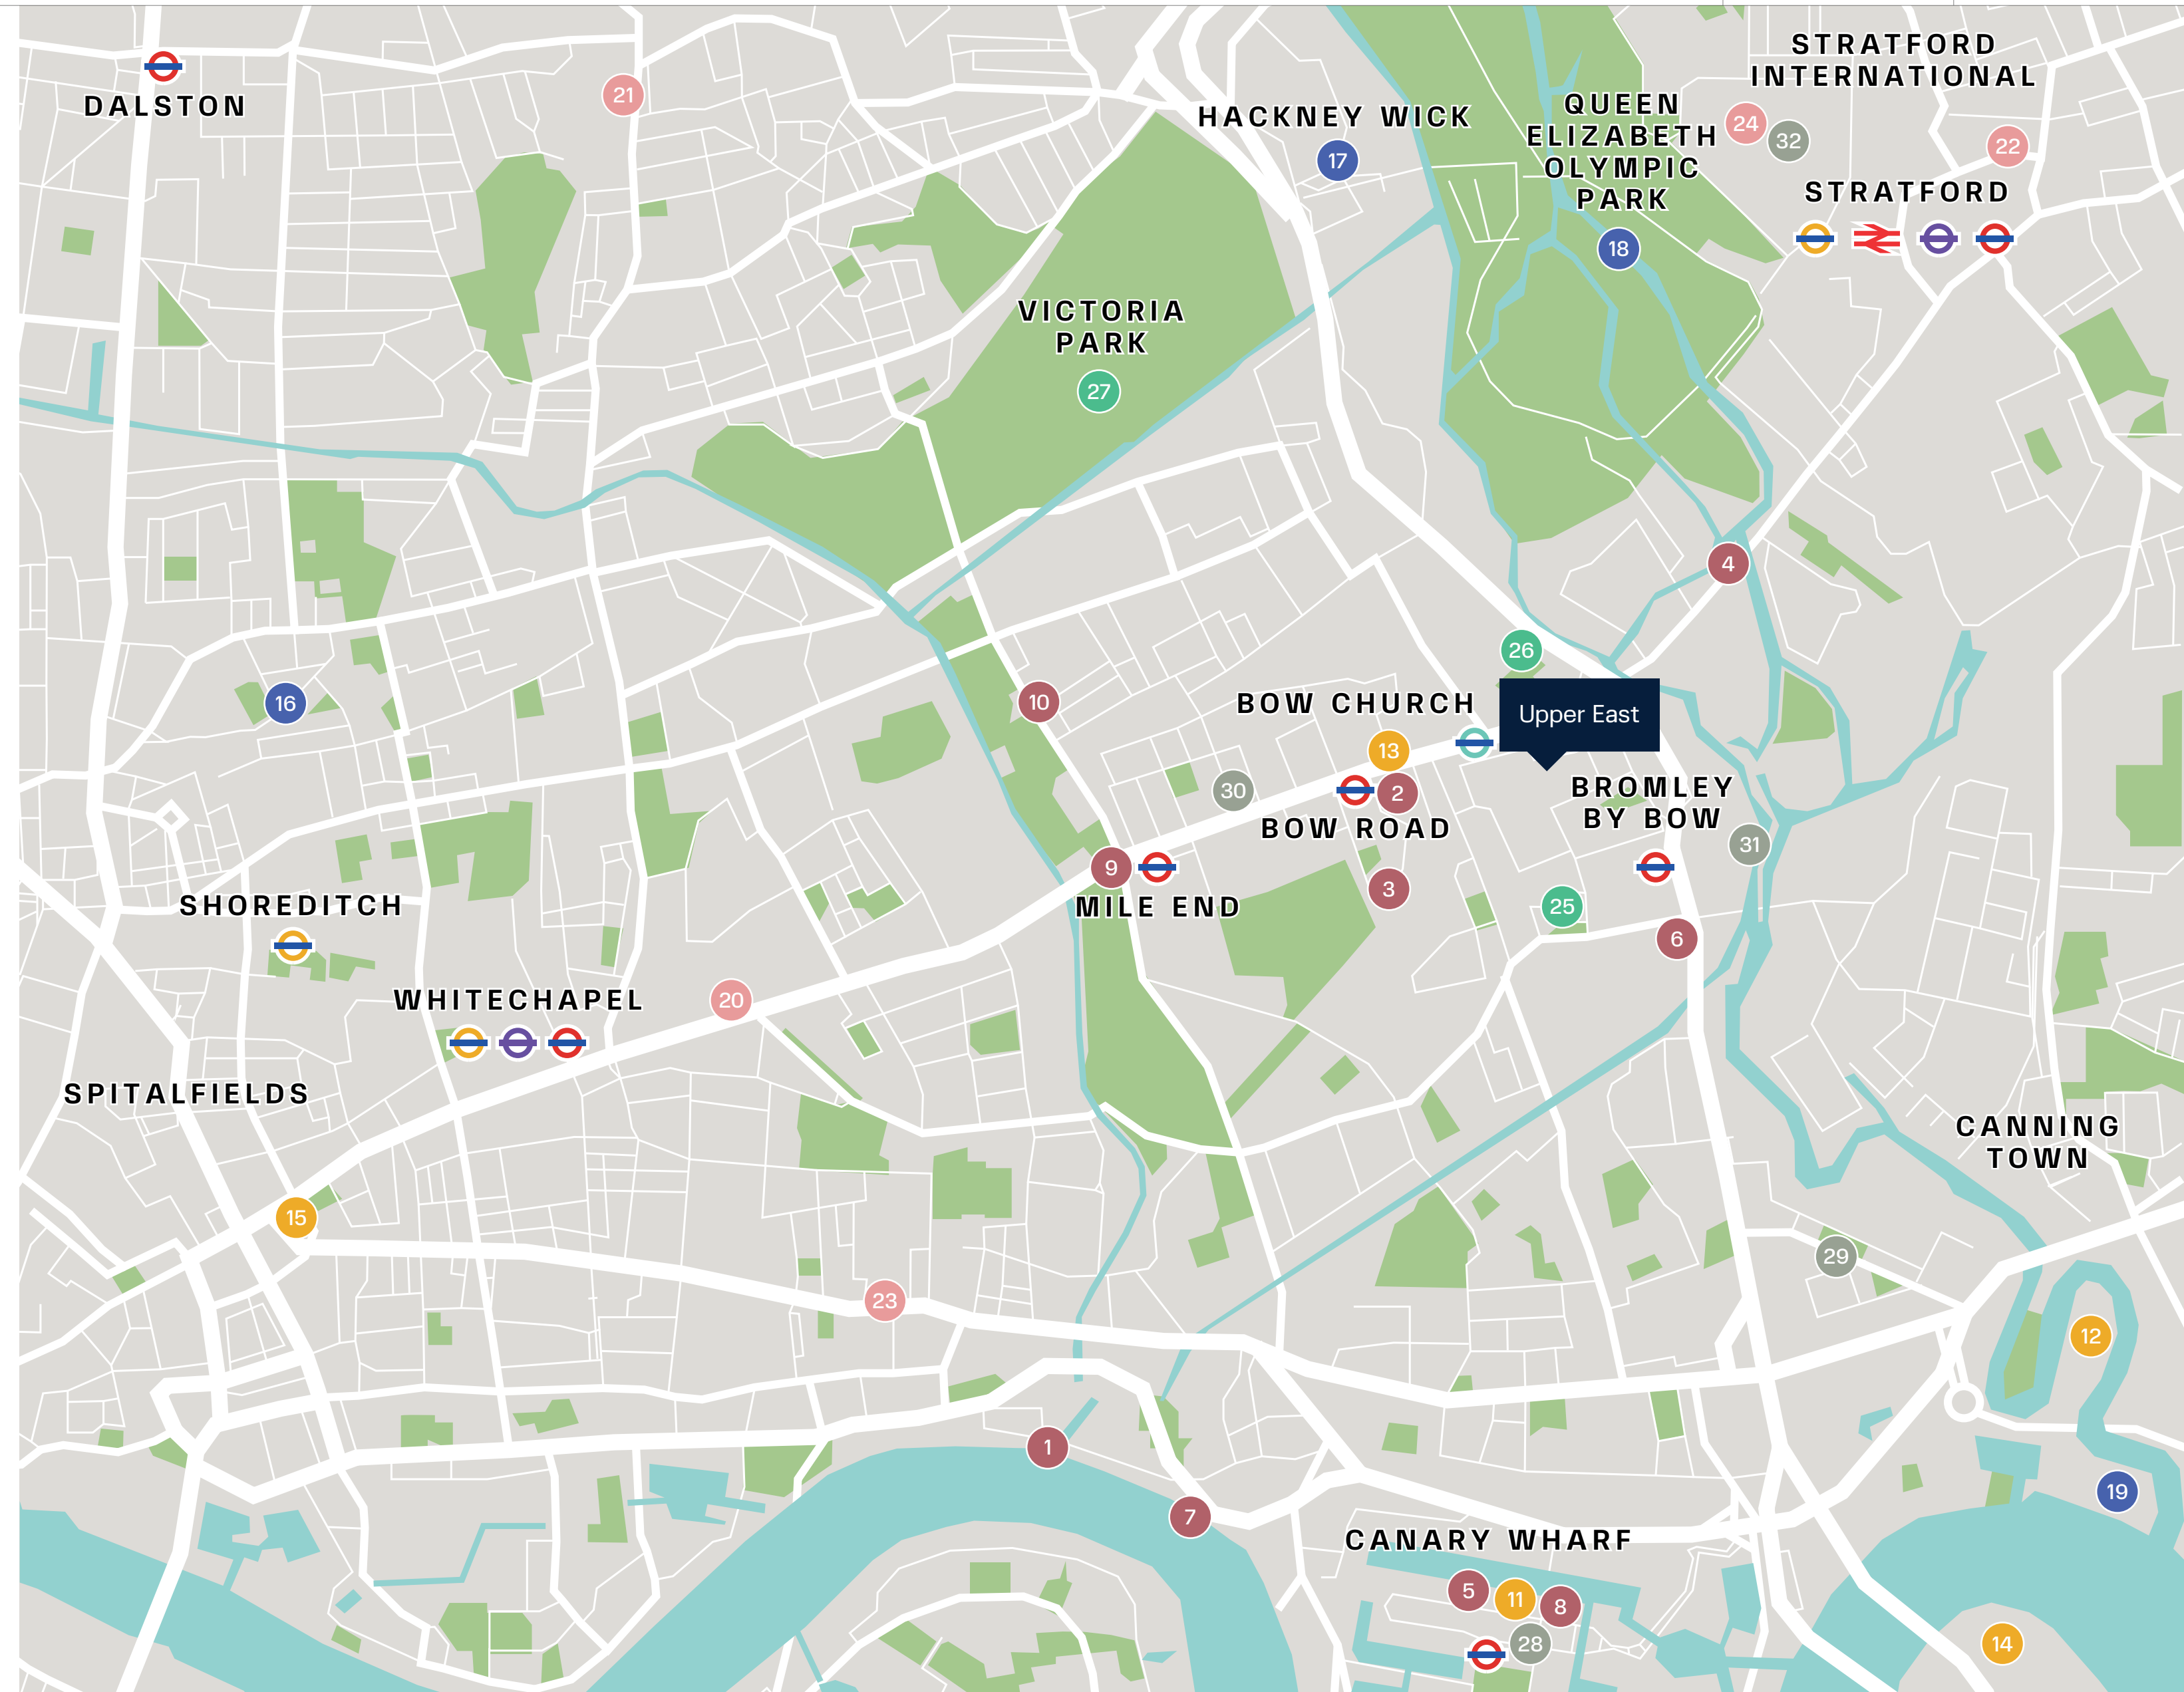 STRATFORD
INTERNATIONAL
DALSTON
21
HACKNEY WICK
17
QUEEN
ELIZABETH
OLYMPIC
PARK
24
32
22
STRATFORD
18
VICTORIA
PARK
27
4
26
16
10
BOW CHURCH
Upper East
13
30
2
BOW ROAD
BROMLEY
BY BOW
31
9
MILE END
3
25
6
SHOREDITCH
WHITECHAPEL
20
SPITALFIELDS
CANNING
TOWN
15
29
23
12
1
7
19
CANARY WHARF
5
11
8
28
14